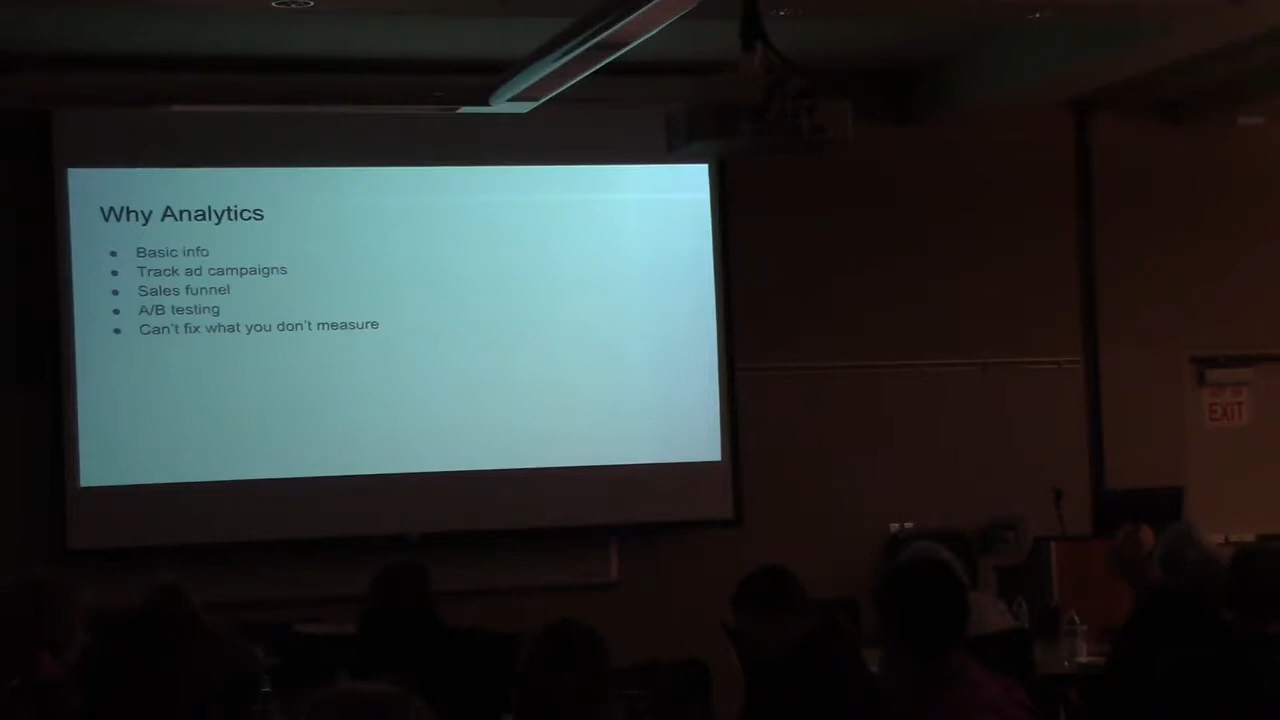 Why Analytics
● Basic info
● Track ad campaigns
● Sales funnel
● A/B testing
● Can't fix what you don't measure
EXIT